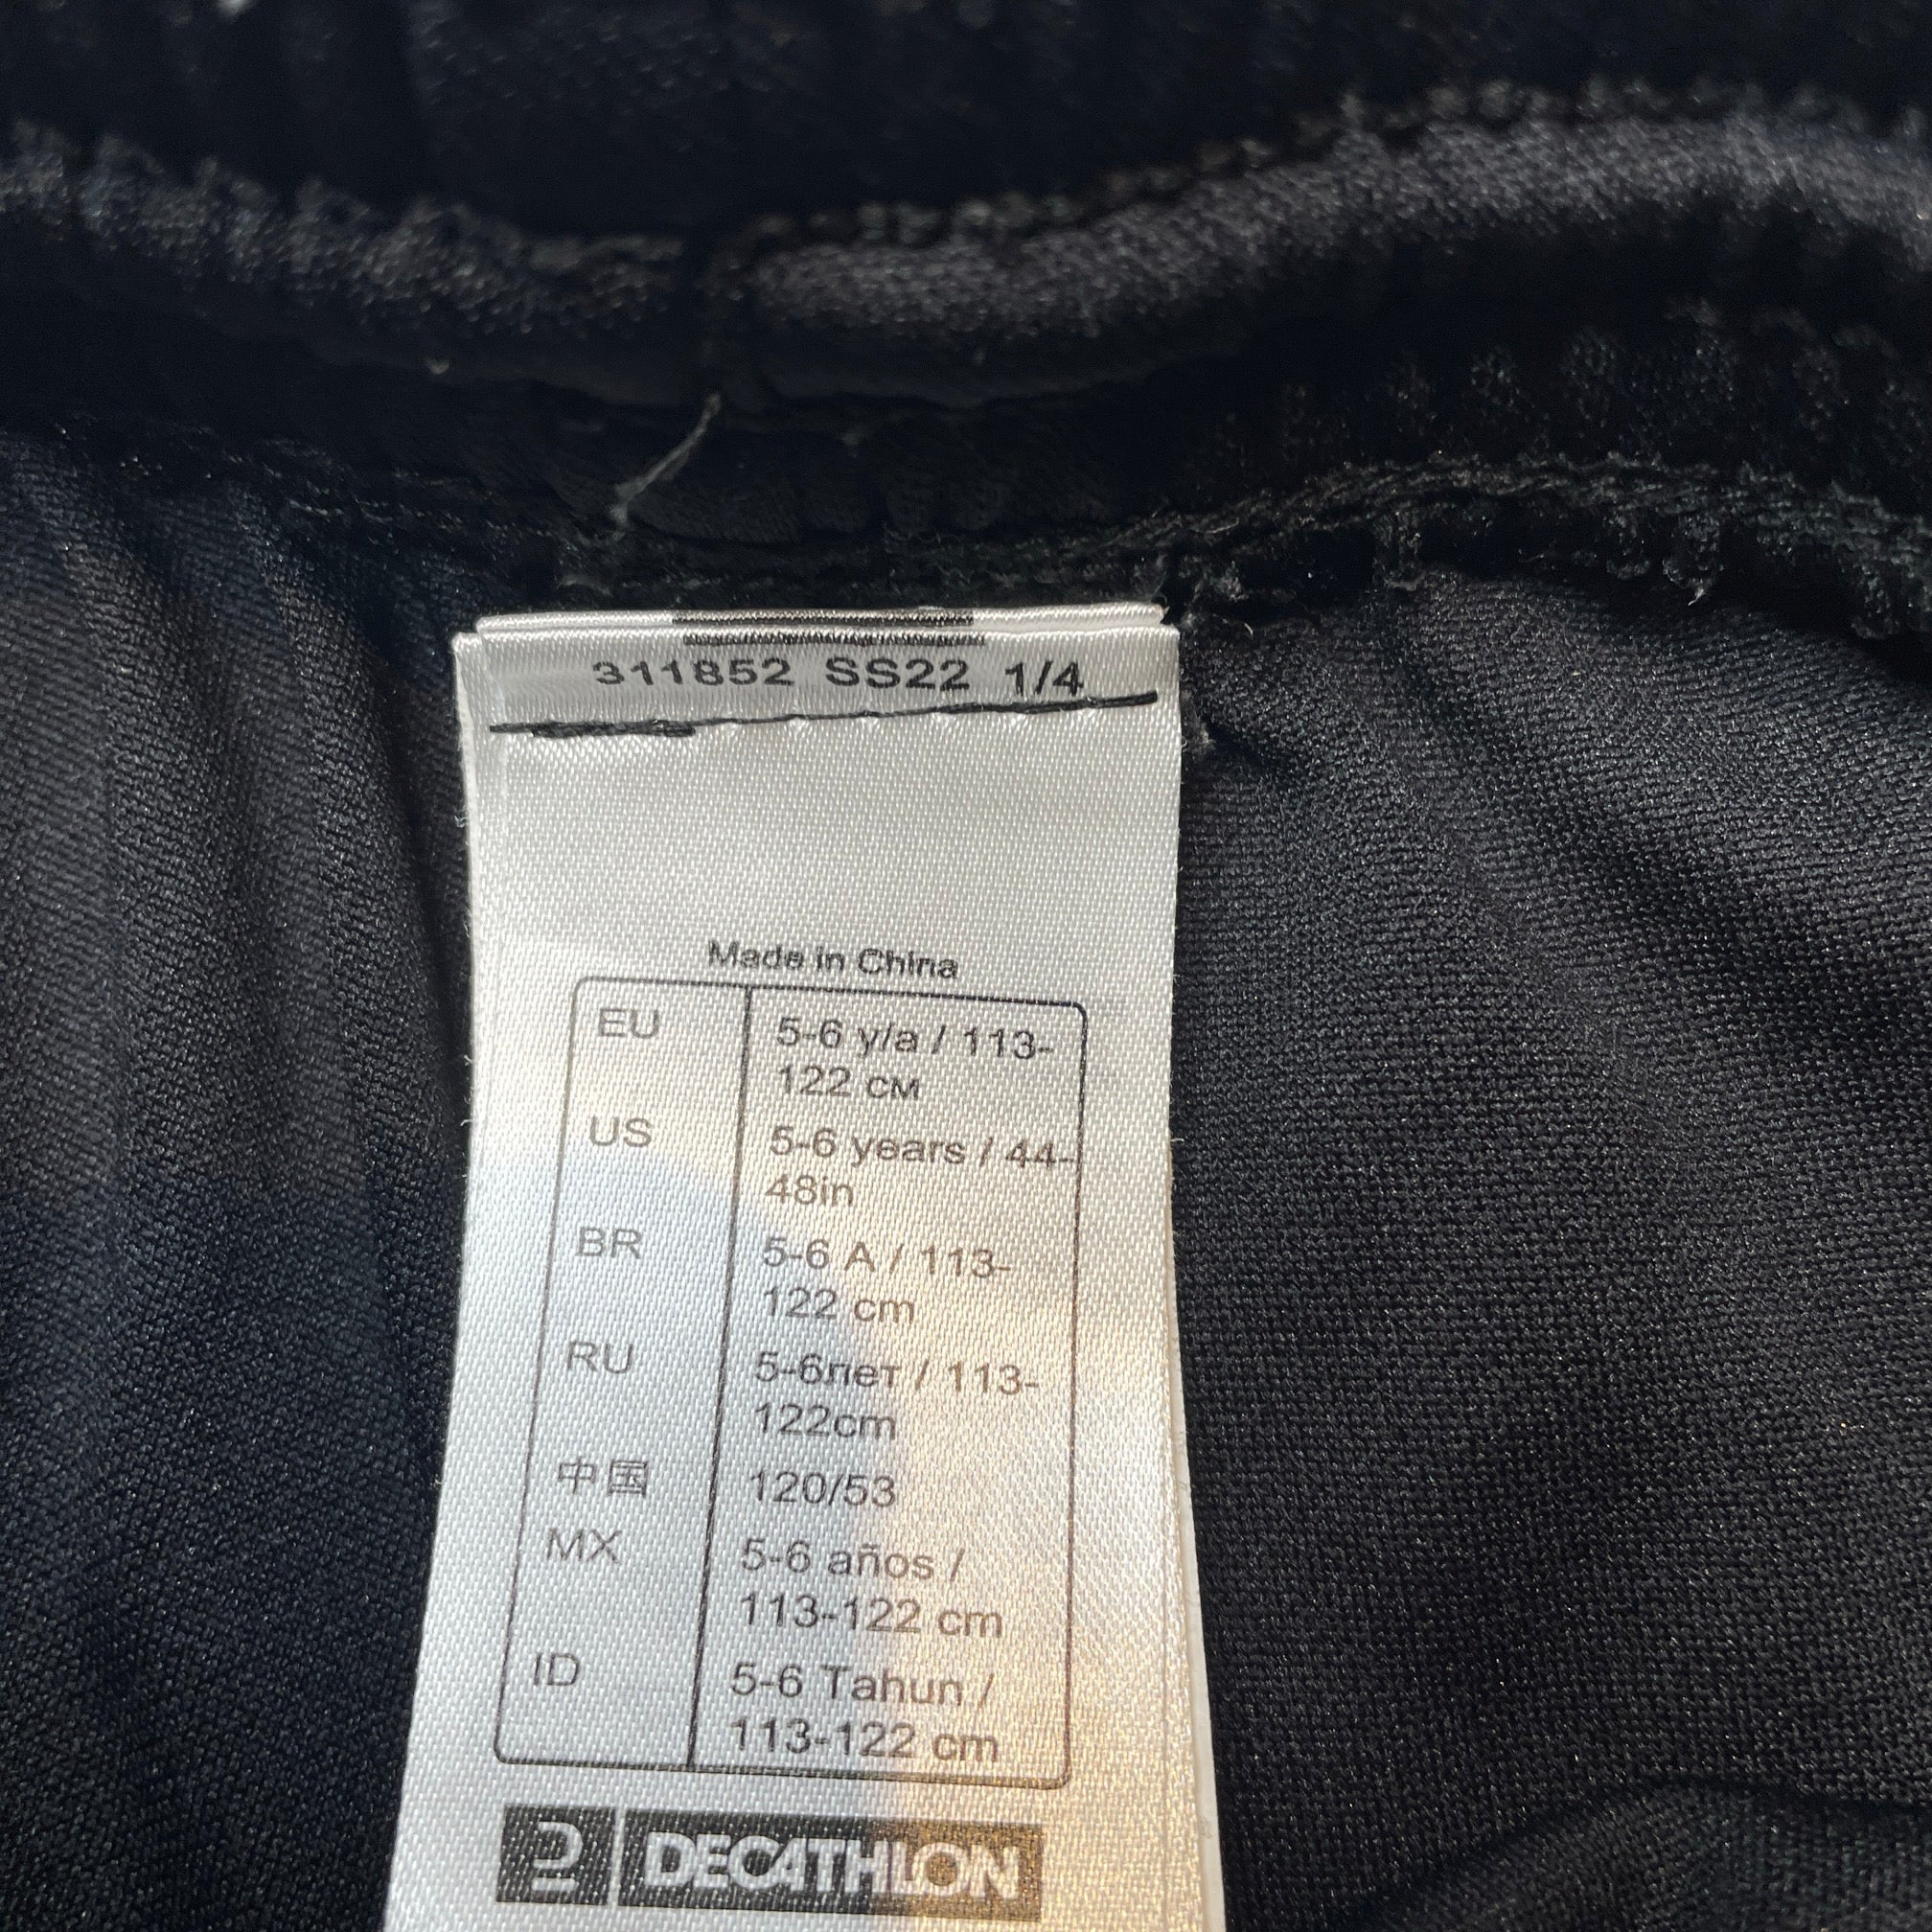 311852 SS22 1/4
Made in China
EU 5-6 y/a / 113-
122 см
US 5-6 years / 44-
48in
BR 5-6 A / 113-
122 cm
RU 5-6лет / 113-
122cm
中国 120/53
MX 5-6 años /
113-122 cm
ID 5-6 Tahun /
113-122 cm
DECATHLON